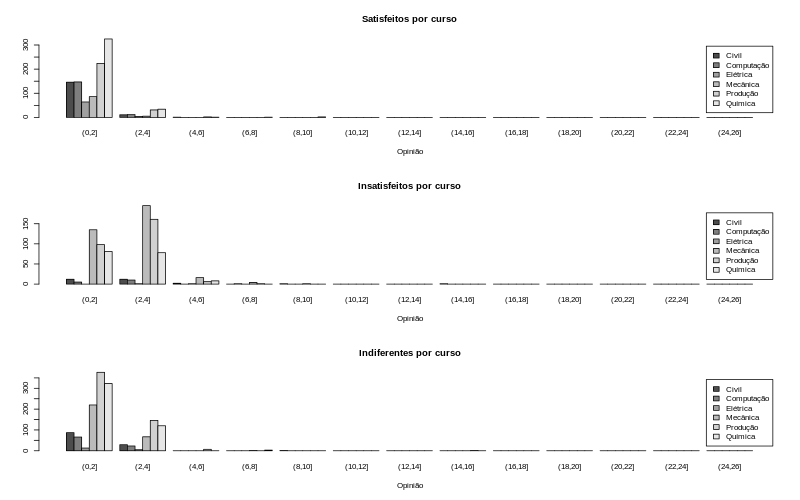 Satisfeitos por curso
300
200
100
0
Civil
Computação
Elétrica
Mecânica
Produção
Química
(0,2] (2,4] (4,6] (6,8] (8,10] (10,12] (12,14] (14,16] (16,18] (18,20] (20,22] (22,24] (24,26]
Opinião
Insatisfeitos por curso
150
100
50
0
Civil
Computação
Elétrica
Mecânica
Produção
Química
(0,2] (2,4] (4,6] (6,8] (8,10] (10,12] (12,14] (14,16] (16,18] (18,20] (20,22] (22,24] (24,26]
Opinião
Indiferentes por curso
300
200
100
0
Civil
Computação
Elétrica
Mecânica
Produção
Química
(0,2] (2,4] (4,6] (6,8] (8,10] (10,12] (12,14] (14,16] (16,18] (18,20] (20,22] (22,24] (24,26]
Opinião